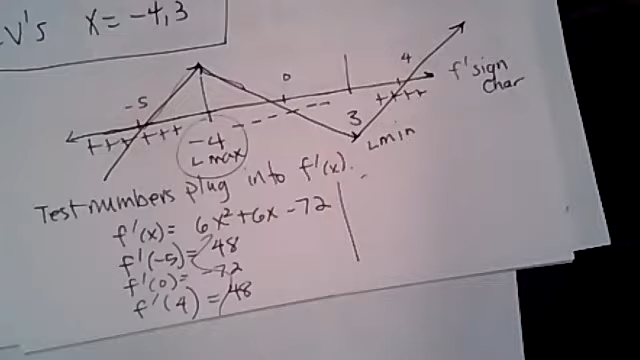 CV's x = -4, 3
-5 0 4
f' sign
Char
+++ +++ - - - - - - ++++
-4 3
Lmax Lmin
Test numbers plug into f'(x).
f'(x) = 6x²+6x-72
f'(-5) = 48
f'(0) = -72
f'(4) = 48